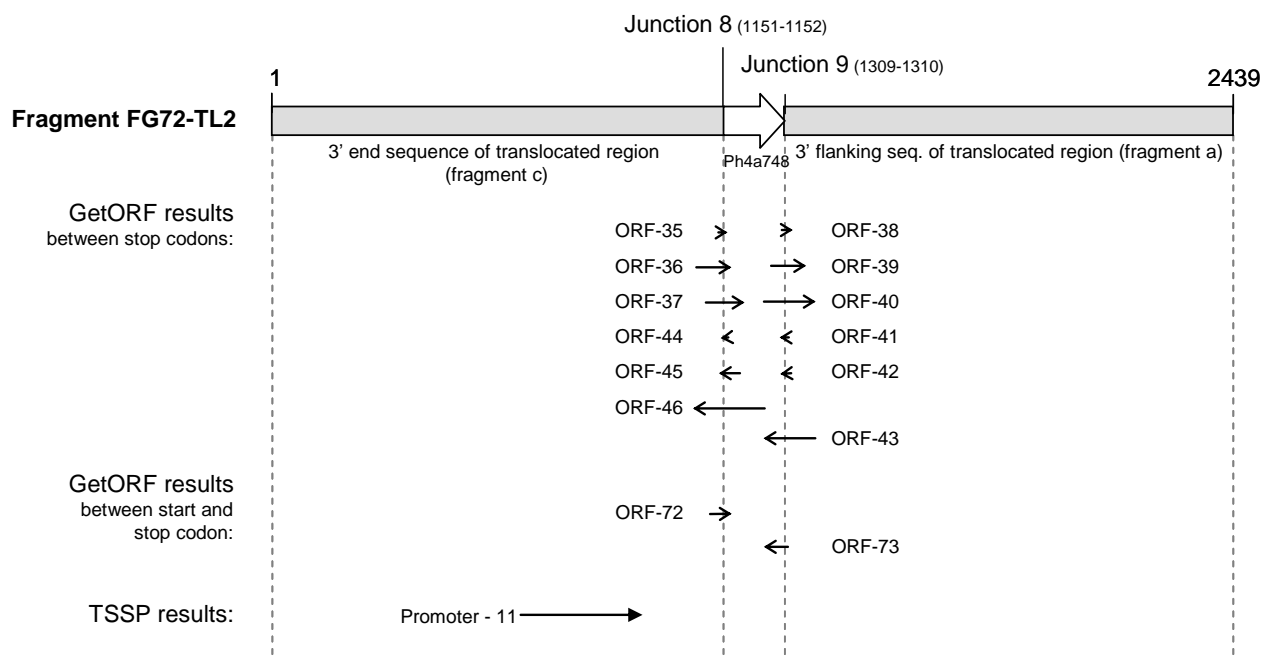 Junction 8 (1151-1152)
Junction 9 (1309-1310)
1
2439
Fragment FG72-TL2
3’ end sequence of translocated region
(fragment c)
Ph4a748
3’ flanking seq. of translocated region (fragment a)
GetORF results
between stop codons:
ORF-35
ORF-38
ORF-36
ORF-39
ORF-37
ORF-40
ORF-44
ORF-41
ORF-45
ORF-42
ORF-46
ORF-43
GetORF results
between start and
stop codon:
ORF-72
ORF-73
TSSP results:
Promoter - 11